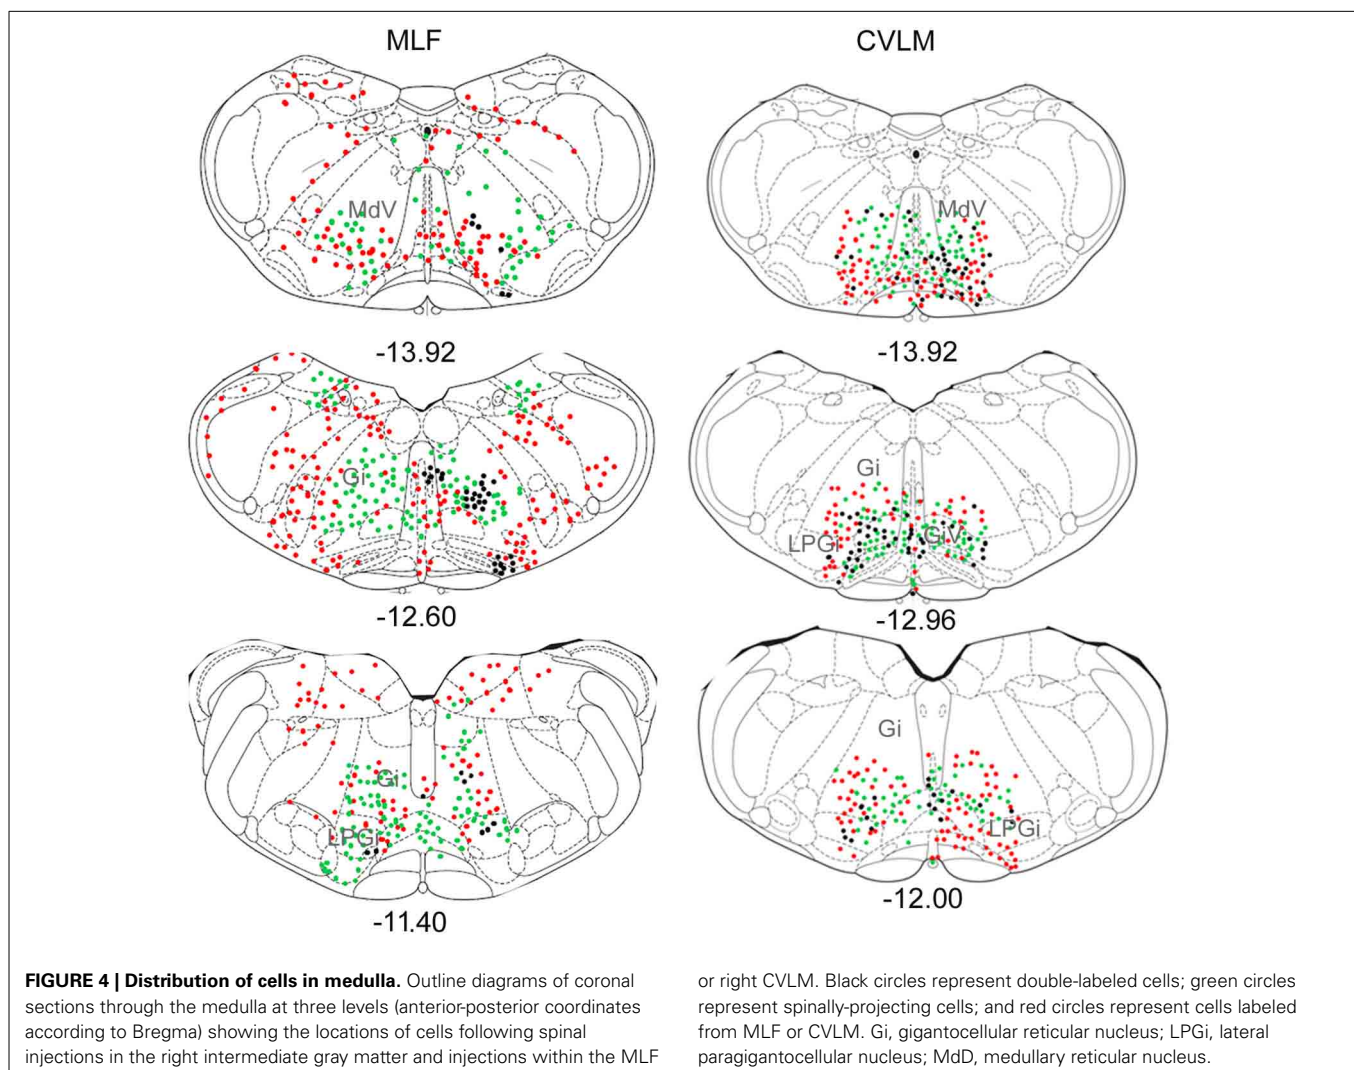 MLF
CVLM
MdV
MdV
-13.92
-13.92
Gi
Gi
LPGi
GiV
-12.60
-12.96
Gi
Gi
LPGi
LPGi
-11.40
-12.00
FIGURE 4 | Distribution of cells in medulla. Outline diagrams of coronal
sections through the medulla at three levels (anterior-posterior coordinates
according to Bregma) showing the locations of cells following spinal
injections in the right intermediate gray matter and injections within the MLF
or right CVLM. Black circles represent double-labeled cells; green circles
represent spinally-projecting cells; and red circles represent cells labeled
from MLF or CVLM. Gi, gigantocellular reticular nucleus; LPGi, lateral
paragigantocellular nucleus; MdD, medullary reticular nucleus.